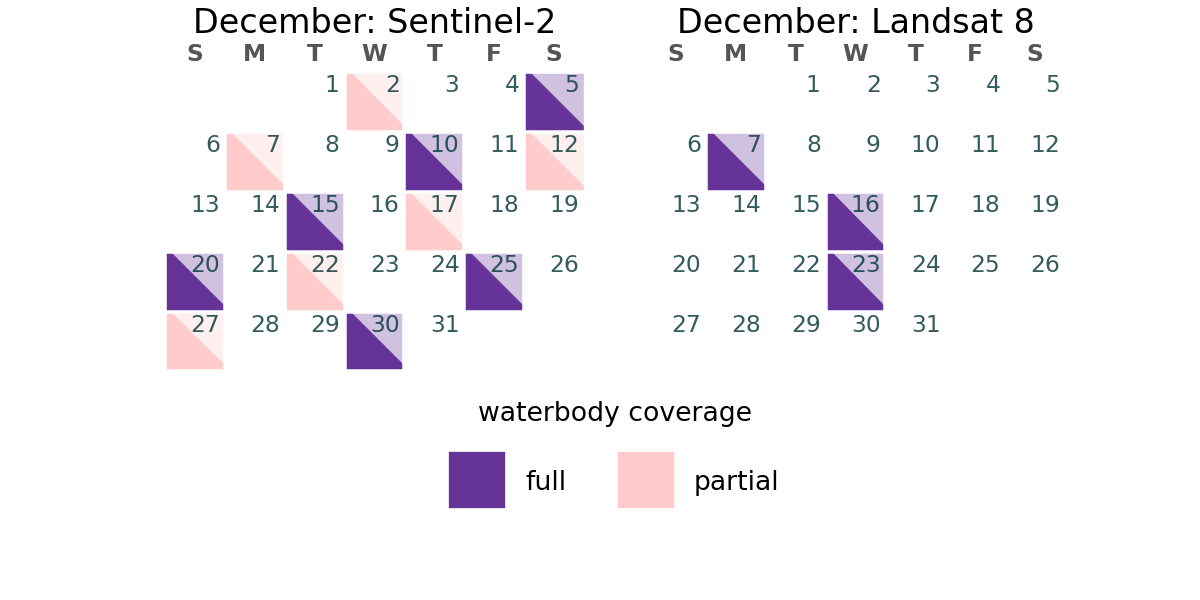 December: Sentinel-2
S M T W T F S
1 2 3 4 5
6 7 8 9 10 11 12
13 14 15 16 17 18 19
20 21 22 23 24 25 26
27 28 29 30 31
December: Landsat 8
S M T W T F S
1 2 3 4 5
6 7 8 9 10 11 12
13 14 15 16 17 18 19
20 21 22 23 24 25 26
27 28 29 30 31
waterbody coverage
full partial